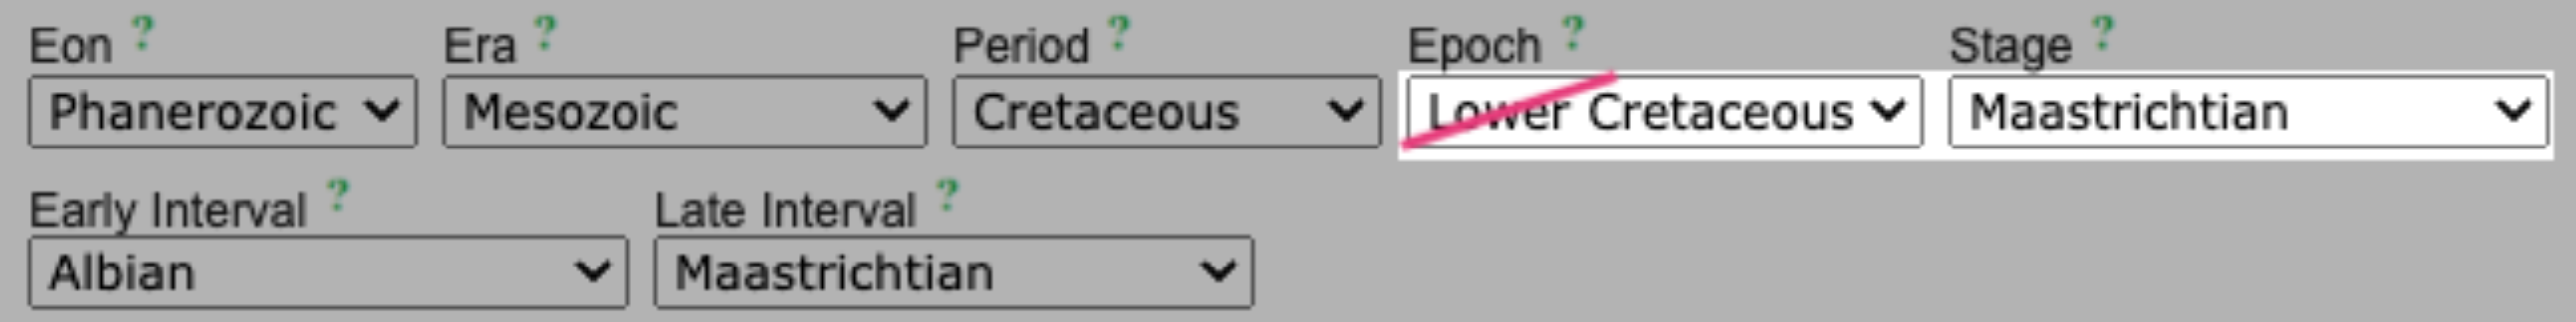 Eon ? Era ? Period ? Epoch ? Stage ?
Phanerozoic Mesozoic Cretaceous Lower Cretaceous Maastrichtian
Early Interval ? Late Interval ?
Albian Maastrichtian